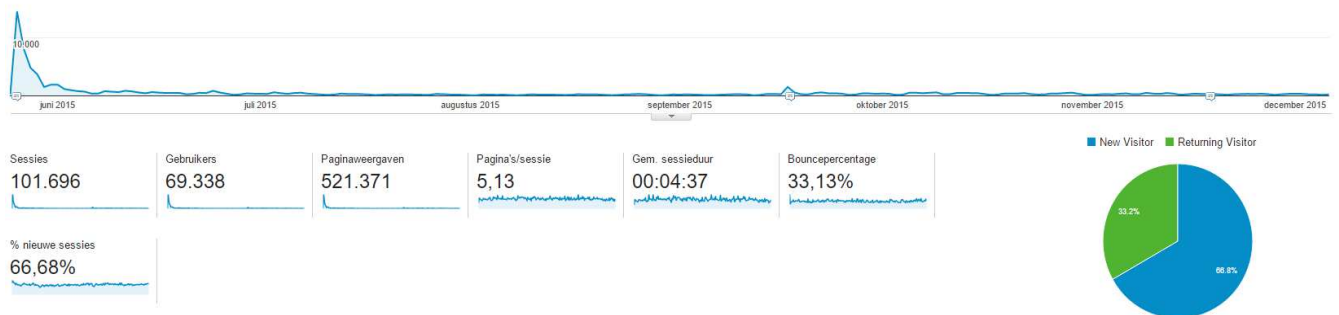 10.000
juni 2015
juli 2015
augustus 2015
september 2015
oktober 2015
november 2015
december 2015
New Visitor
Returning Visitor
Sessies
Gebruikers
Paginaweergaven
Pagina's/sessie
Gem. sessieduur
Bouncepercentage
101.696
69.338
521.371
5,13
00:04:37
33,13%
33.2%
66.8%
% nieuwe sessies
66,68%